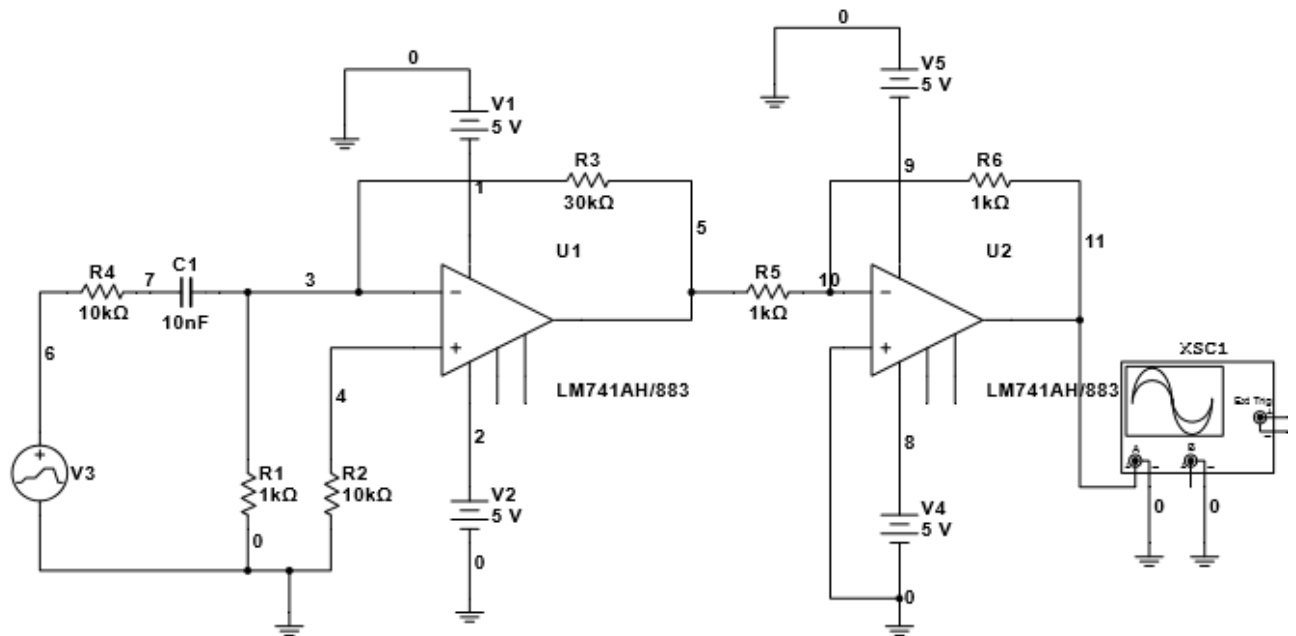 0
V5
5 V
0
V1
5 V
R3
30kΩ
1
9
R6
1kΩ
5
U1
U2
11
R4
10kΩ
7
C1
10nF
3
R5
1kΩ
10
XSC1
Ext Trig
+
−
A
B
+
−
+
−
6
LM741AH/883
LM741AH/883
4
2
8
V3
+
R1
1kΩ
R2
10kΩ
V2
5 V
V4
5 V
0
0
0
0
0
−
+
−
+